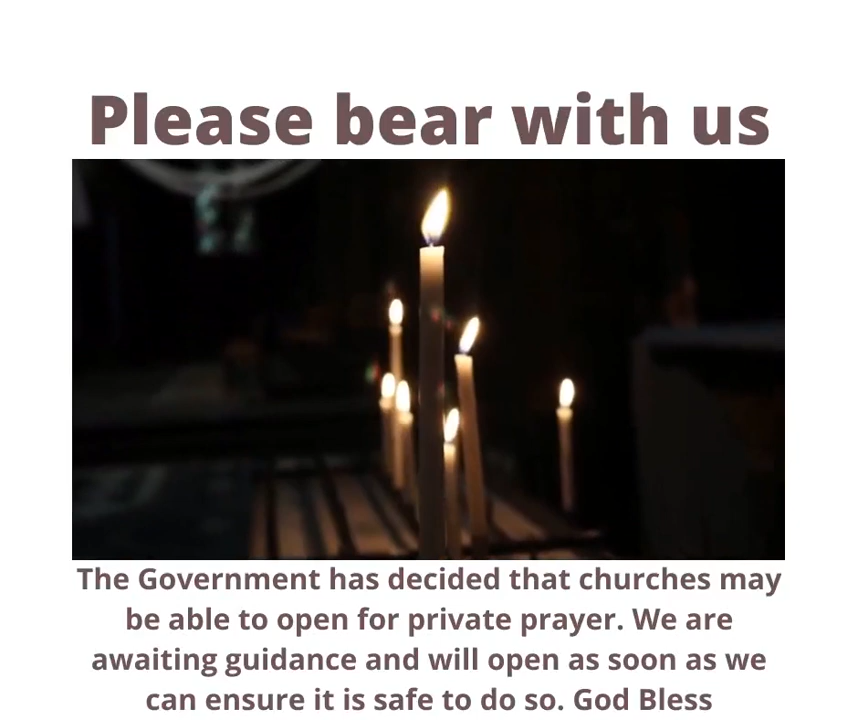 Please bear with us
The Government has decided that churches may
be able to open for private prayer. We are
awaiting guidance and will open as soon as we
can ensure it is safe to do so. God Bless